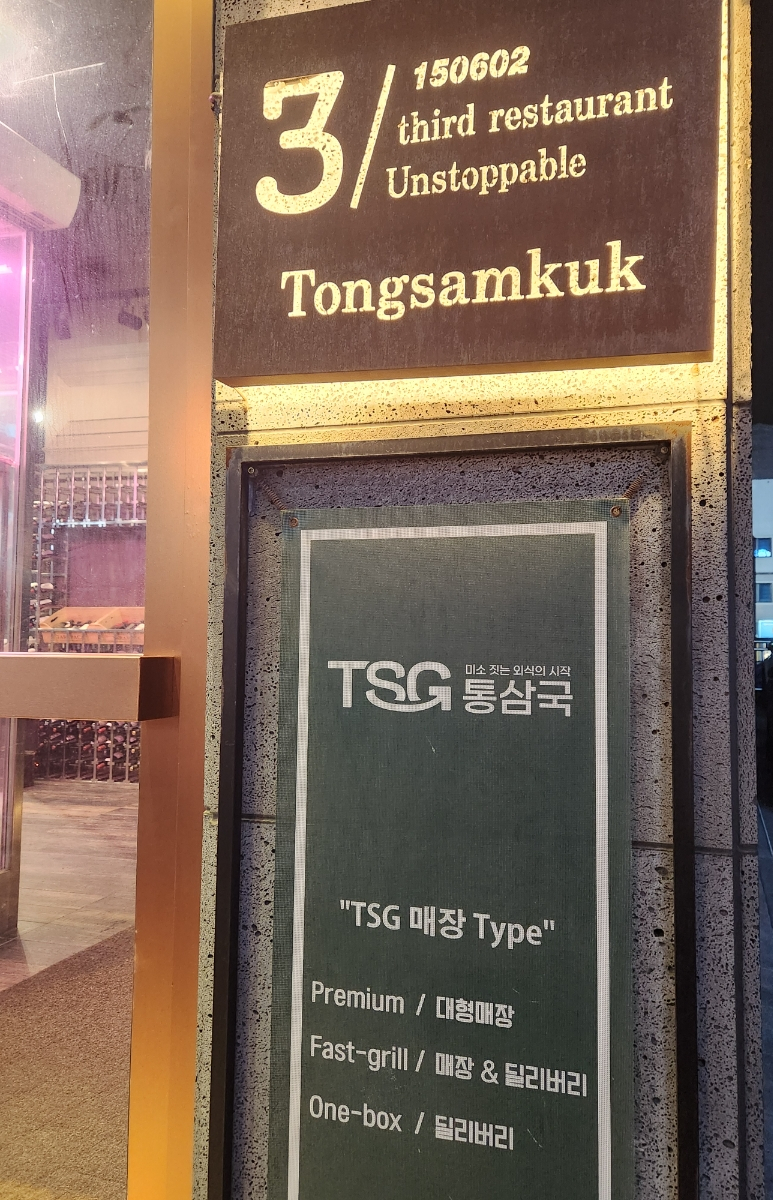 3/
150602
third restaurant
Unstoppable
Tongsamkuk
TSG
미소 짓는 외식의 시작
통삼국
"TSG 매장 Type"
Premium / 대형매장
Fast-grill / 매장 & 딜리버리
One-box / 딜리버리